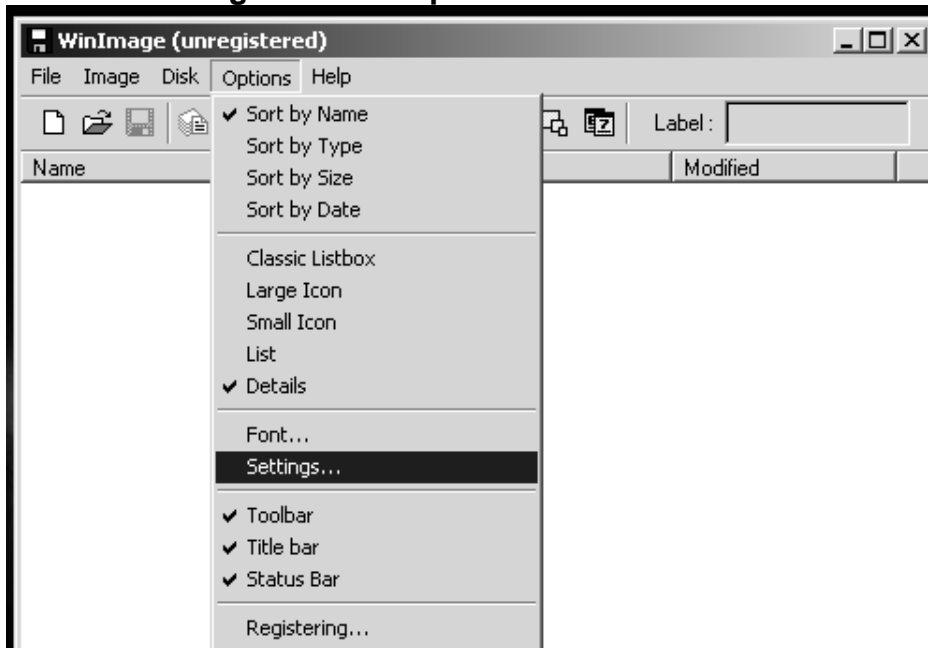 WinImage (unregistered)
File Image Disk Options Help
Label :
Name Modified
✔ Sort by Name
Sort by Type
Sort by Size
Sort by Date
Classic Listbox
Large Icon
Small Icon
List
✔ Details
Font...
Settings...
✔ Toolbar
✔ Title bar
✔ Status Bar
Registering...